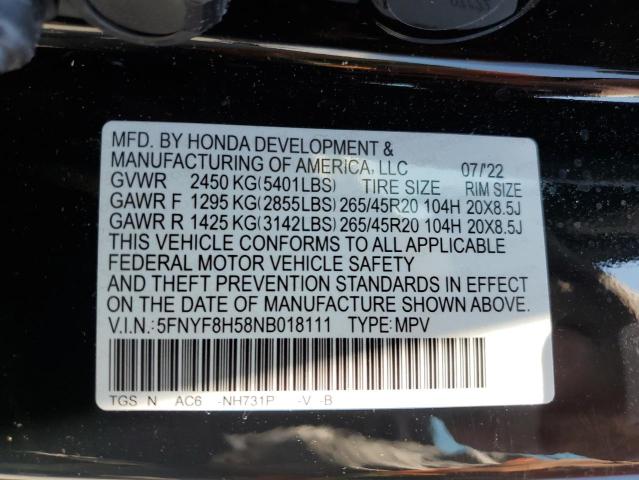 MFD. BY HONDA DEVELOPMENT &
MANUFACTURING OF AMERICA, LLC 07/'22
GVWR 2450 KG(5401LBS) TIRE SIZE RIM SIZE
GAWR F 1295 KG(2855LBS) 265/45R20 104H 20X8.5J
GAWR R 1425 KG(3142LBS) 265/45R20 104H 20X8.5J
THIS VEHICLE CONFORMS TO ALL APPLICABLE
FEDERAL MOTOR VEHICLE SAFETY
AND THEFT PREVENTION STANDARDS IN EFFECT
ON THE DATE OF MANUFACTURE SHOWN ABOVE.
V.I.N.:5FNYF8H58NB018111 TYPE:MPV
TGS N AC6 -NH731P -V -B